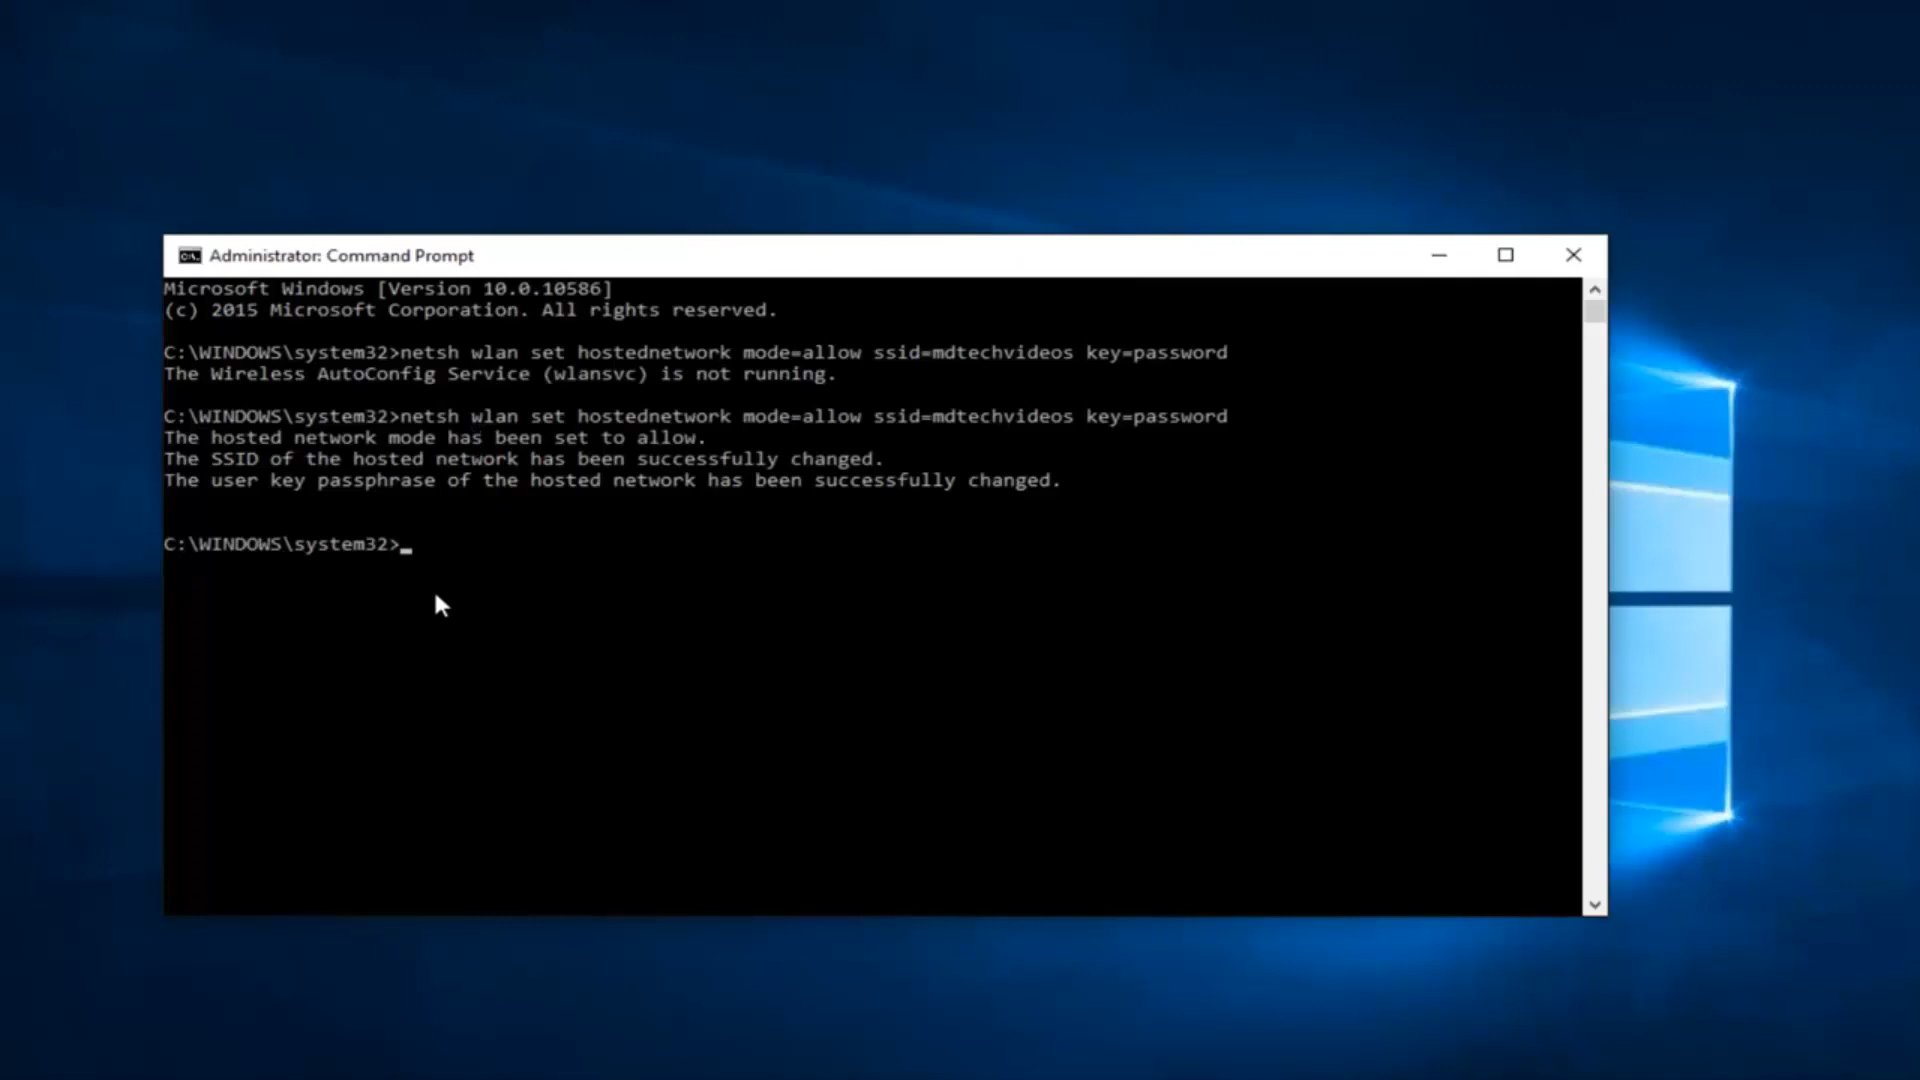 Administrator: Command Prompt
Microsoft Windows [Version 10.0.10586]
(c) 2015 Microsoft Corporation. All rights reserved.
C:\WINDOWS\system32>netsh wlan set hostednetwork mode=allow ssid=mdtechvideos key=password
The Wireless AutoConfig Service (wlansvc) is not running.
C:\WINDOWS\system32>netsh wlan set hostednetwork mode=allow ssid=mdtechvideos key=password
The hosted network mode has been set to allow.
The SSID of the hosted network has been successfully changed.
The user key passphrase of the hosted network has been successfully changed.
C:\WINDOWS\system32>